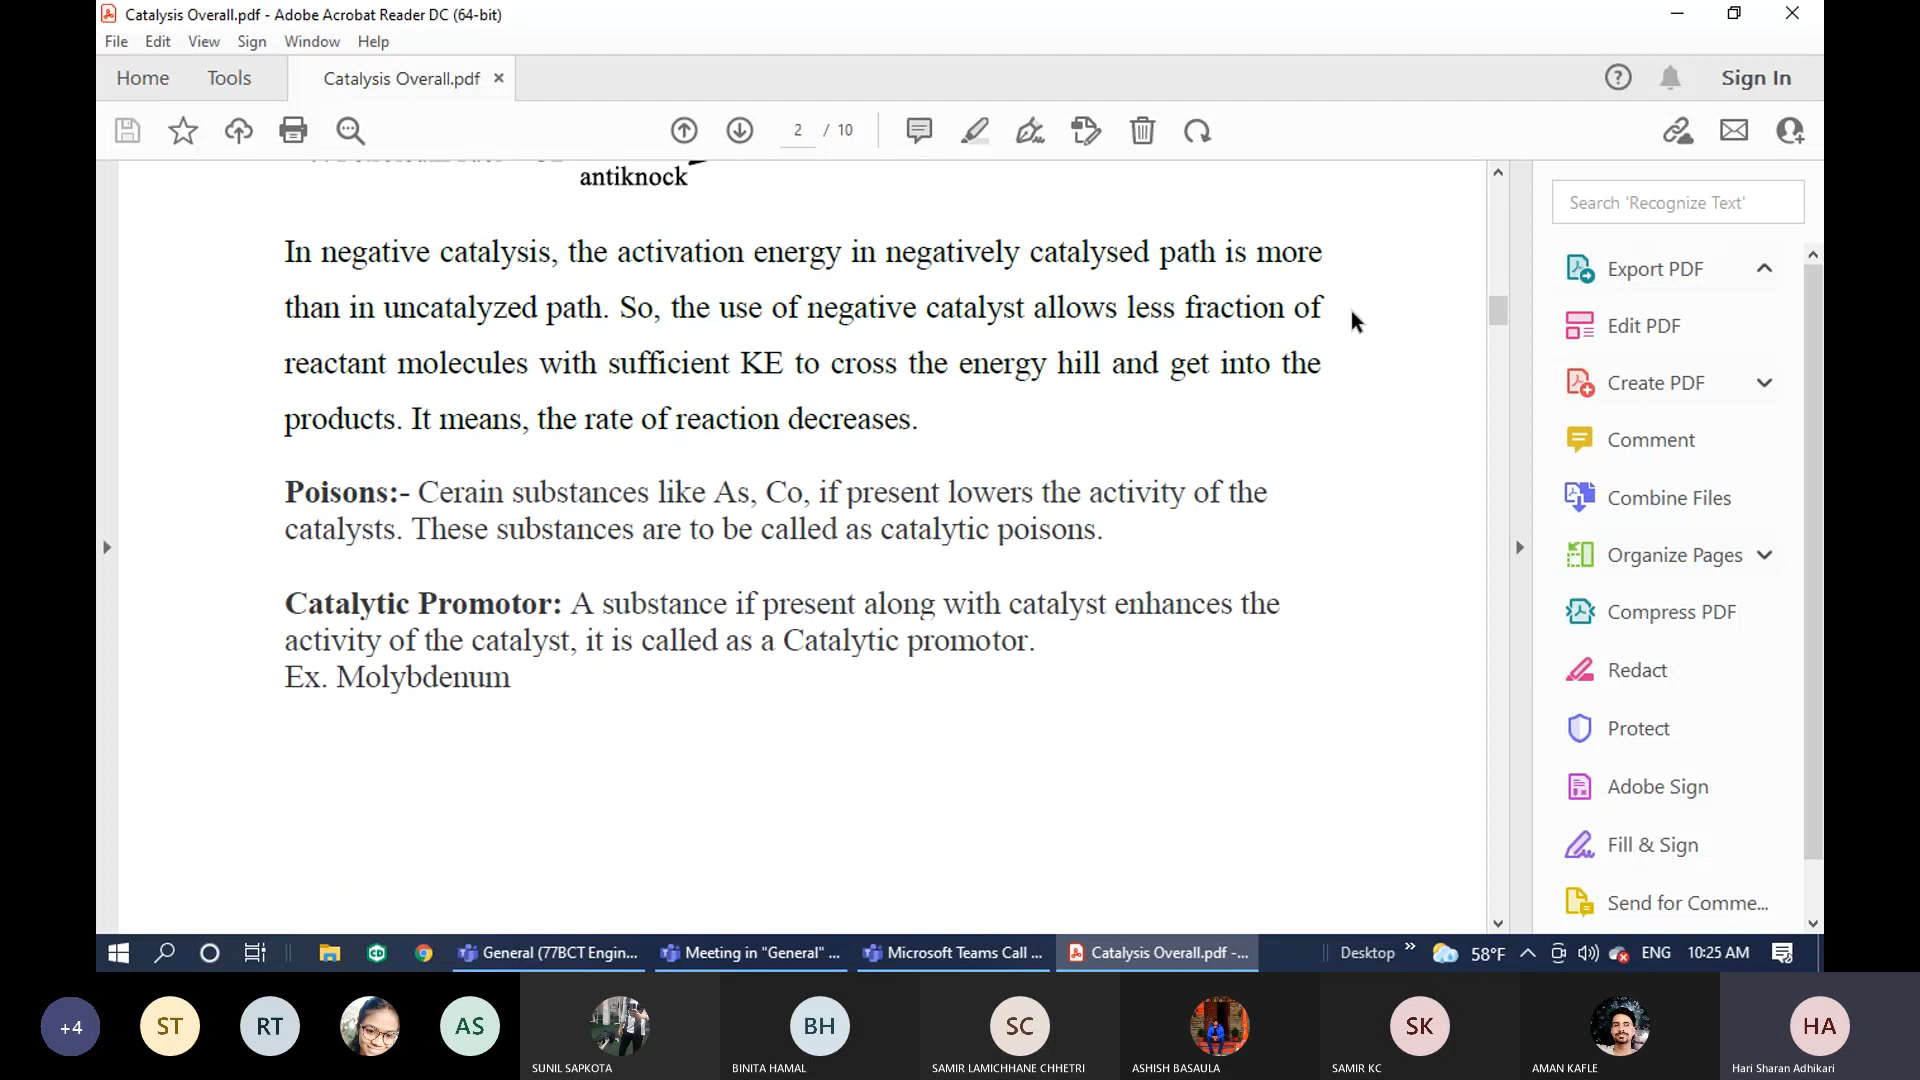 Catalysis Overall.pdf - Adobe Acrobat Reader DC (64-bit)
File Edit View Sign Window Help
Home Tools Catalysis Overall.pdf × Sign In
2 / 10
antiknock
In negative catalysis, the activation energy in negatively catalysed path is more
than in uncatalyzed path. So, the use of negative catalyst allows less fraction of
reactant molecules with sufficient KE to cross the energy hill and get into the
products. It means, the rate of reaction decreases.
Poisons:- Cerain substances like As, Co, if present lowers the activity of the
catalysts. These substances are to be called as catalytic poisons.
Catalytic Promotor: A substance if present along with catalyst enhances the
activity of the catalyst, it is called as a Catalytic promotor.
Ex. Molybdenum
Search 'Recognize Text'
Export PDF
Edit PDF
Create PDF
Comment
Combine Files
Organize Pages
Compress PDF
Redact
Protect
Adobe Sign
Fill & Sign
Send for Comme...
General (77BCT Engin... Meeting in "General" ... Microsoft Teams Call ... Catalysis Overall.pdf -... Desktop » 58°F ENG 10:25 AM
+4 ST RT AS BH SC SK HA
SUNIL SAPKOTA BINITA HAMAL SAMIR LAMICHHANE CHHETRI ASHISH BASAULA SAMIR KC AMAN KAFLE Hari Sharan Adhikari